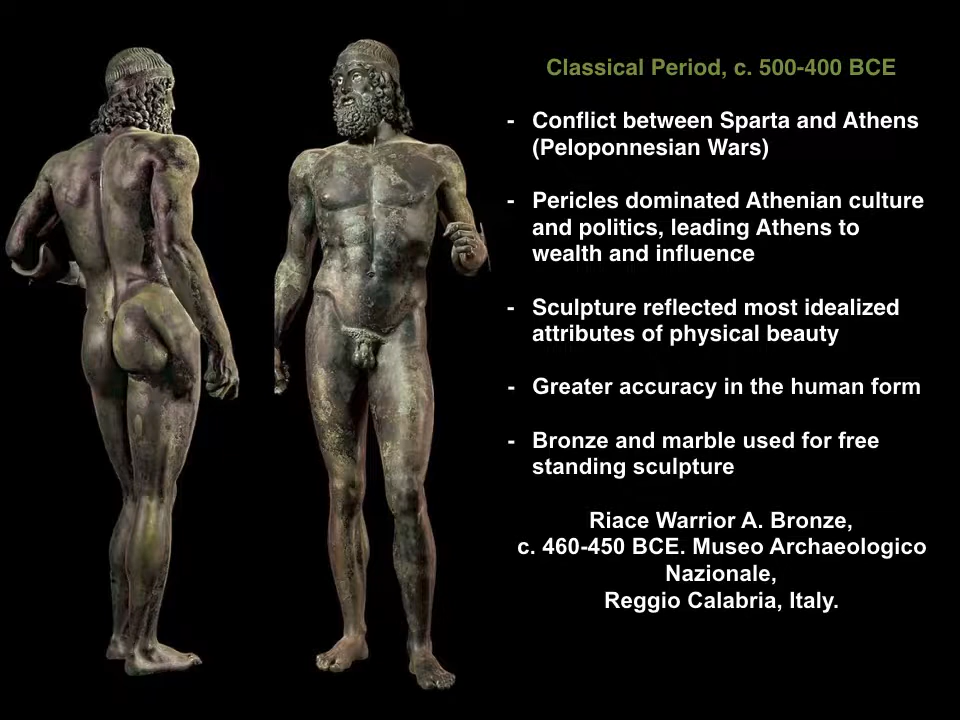 Classical Period, c. 500-400 BCE
- Conflict between Sparta and Athens
(Peloponnesian Wars)
- Pericles dominated Athenian culture
and politics, leading Athens to
wealth and influence
- Sculpture reflected most idealized
attributes of physical beauty
- Greater accuracy in the human form
- Bronze and marble used for free
standing sculpture
Riace Warrior A. Bronze,
c. 460-450 BCE. Museo Archaeologico
Nazionale,
Reggio Calabria, Italy.